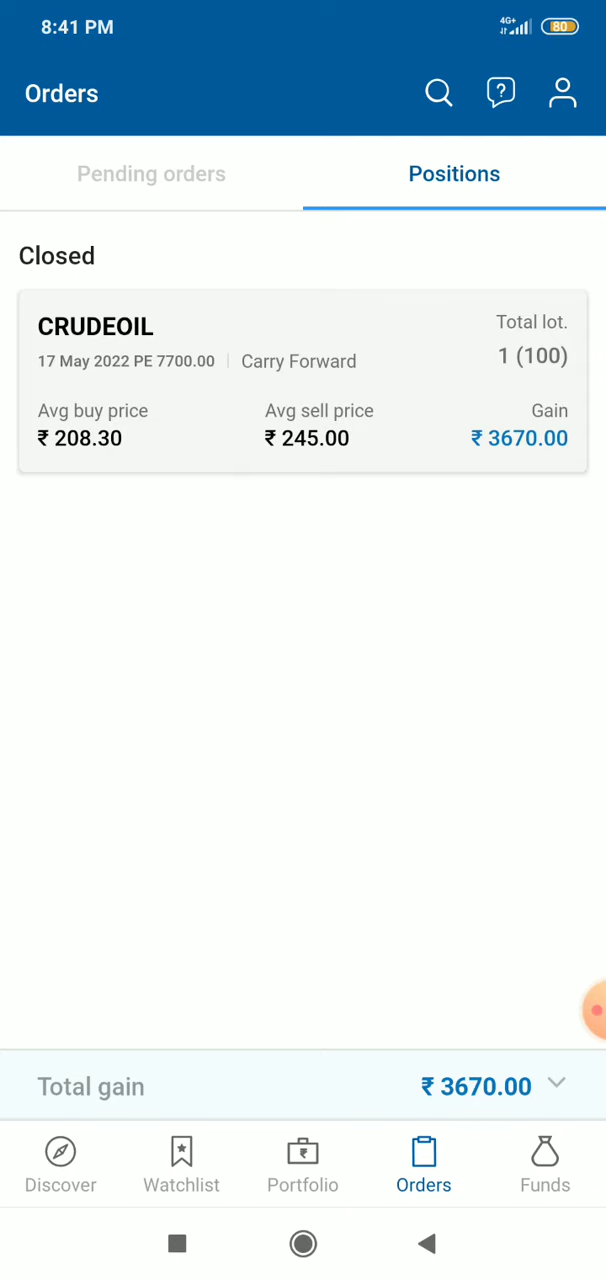 8:41 PM
4G+
80
Orders
Pending orders
Positions
Closed
CRUDEOIL
Total lot.
17 May 2022 PE 7700.00
Carry Forward
1 (100)
Avg buy price
Avg sell price
Gain
₹ 208.30
₹ 245.00
₹ 3670.00
Total gain
₹ 3670.00
Discover
Watchlist
Portfolio
Orders
Funds